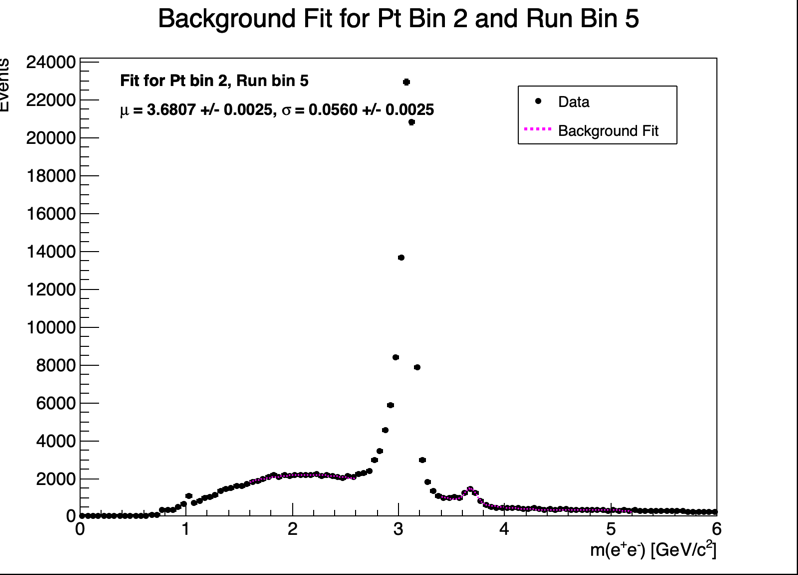 Background Fit for Pt Bin 2 and Run Bin 5
Events
24000
22000
20000
18000
16000
14000
12000
10000
8000
6000
4000
2000
0
Fit for Pt bin 2, Run bin 5
μ = 3.6807 +/- 0.0025, σ = 0.0560 +/- 0.0025
Data
Background Fit
0 1 2 3 4 5 6
m(e⁺e⁻) [GeV/c²]